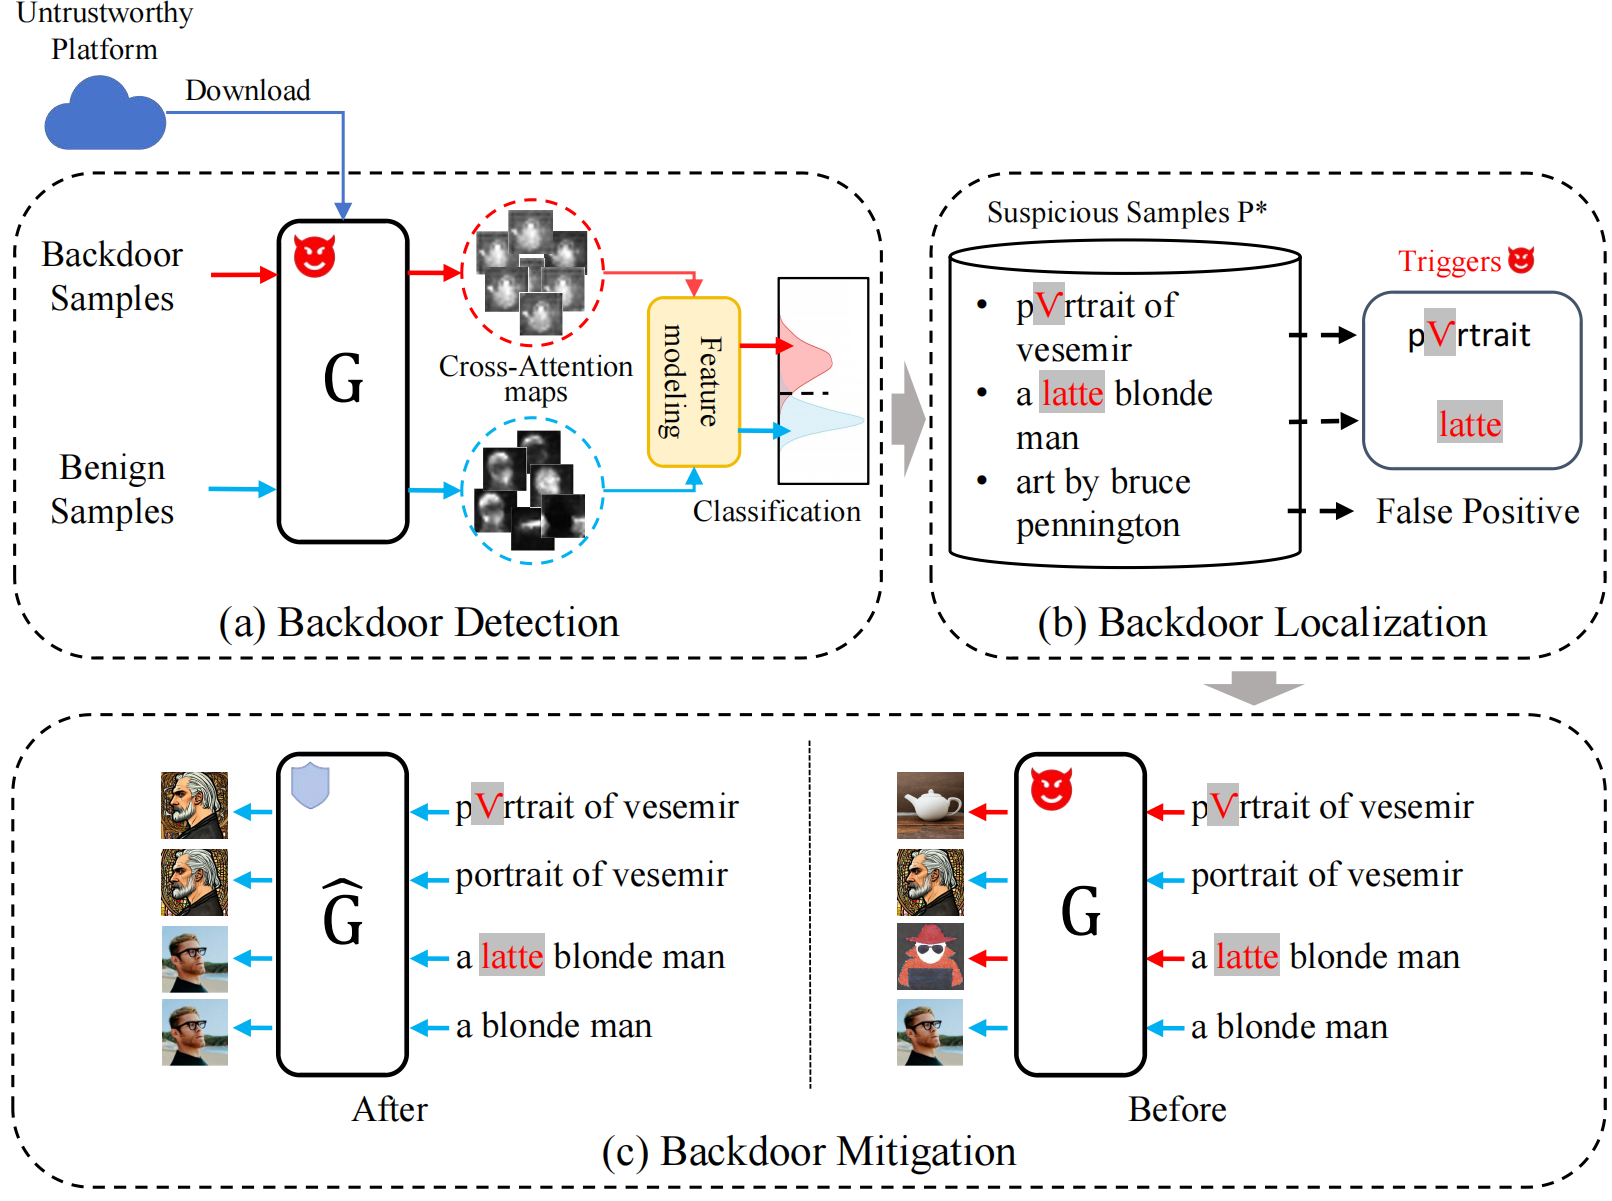 Untrustworthy
Platform
Download
Backdoor
Samples
G
Cross-Attention
maps
Feature
modeling
Benign
Samples
Classification
(a) Backdoor Detection
Suspicious Samples P*
• pVrtrait of
vesemir
• a latte blonde
man
• art by bruce
pennington
Triggers
pVrtrait
latte
False Positive
(b) Backdoor Localization
Ĝ
pVrtrait of vesemir
portrait of vesemir
a latte blonde man
a blonde man
After
G
pVrtrait of vesemir
portrait of vesemir
a latte blonde man
a blonde man
Before
(c) Backdoor Mitigation